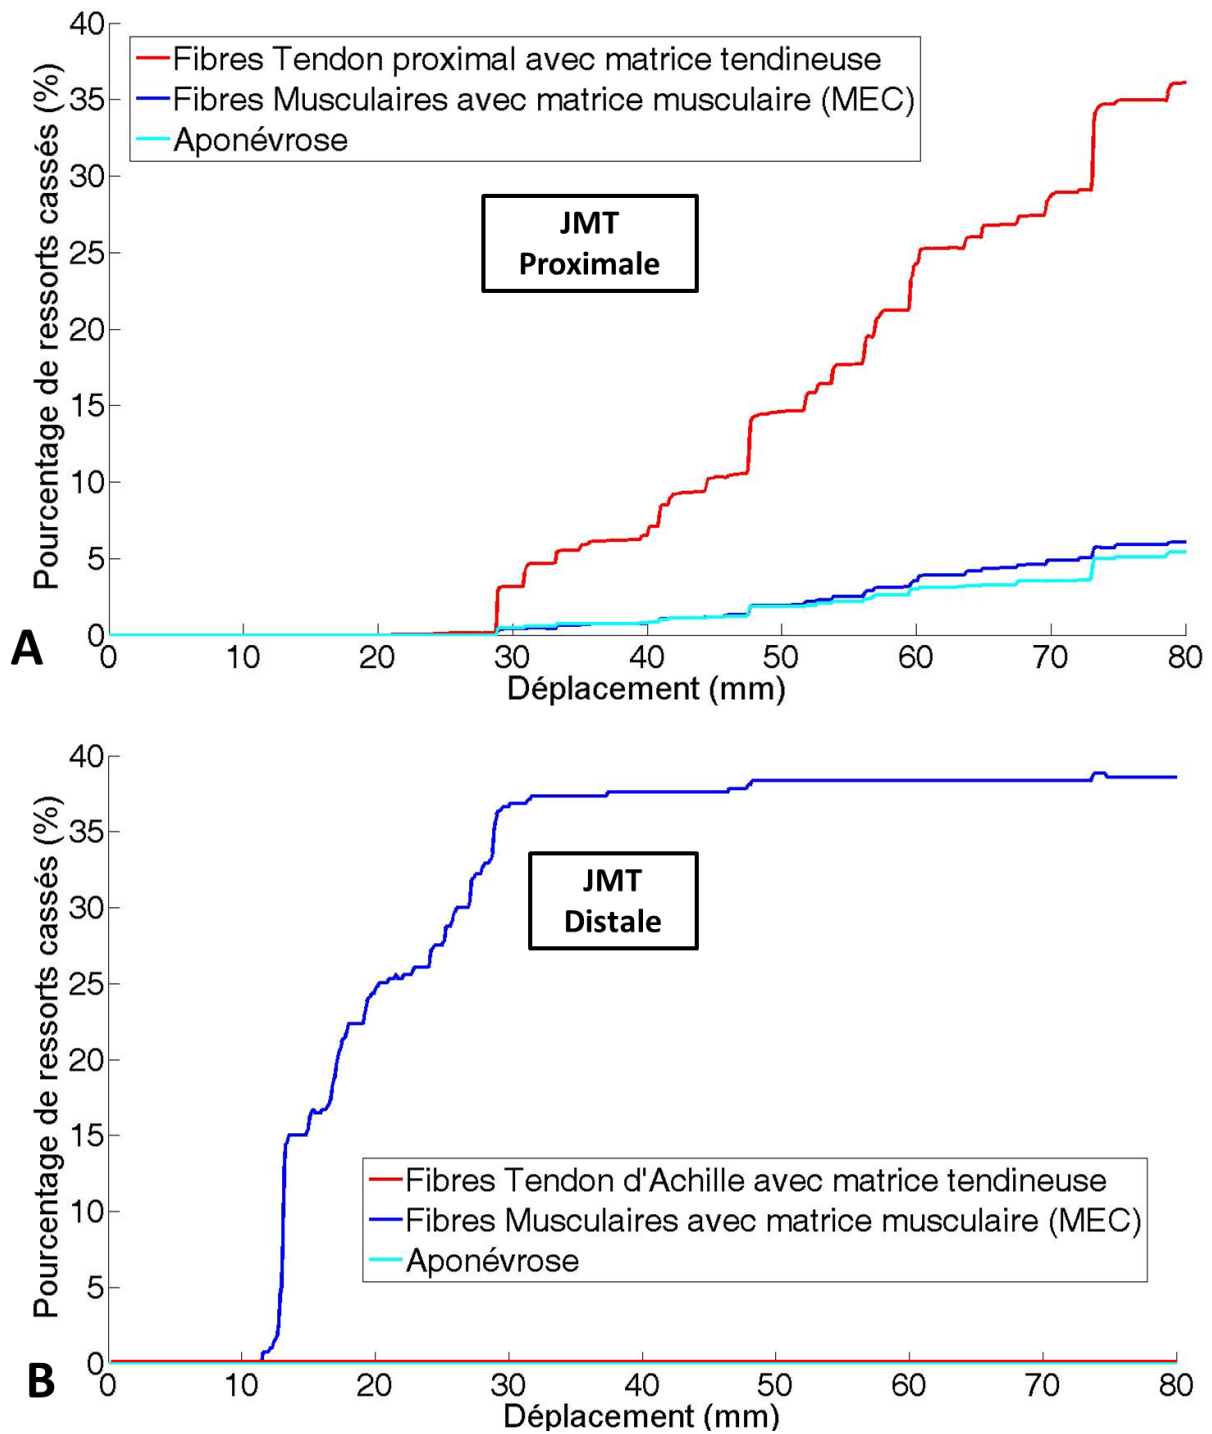 40
Fibres Tendon proximal avec matrice tendineuse
35
Fibres Musculaires avec matrice musculaire (MEC)
Aponévrose
30
JMT
Proximale
25
20
15
10
5
0
Pourcentage de ressorts cassés (%)
A
0 10 20 30 40 50 60 70 80
Déplacement (mm)
40
35
JMT
Distale
30
25
20
15
Fibres Tendon d'Achille avec matrice tendineuse
Fibres Musculaires avec matrice musculaire (MEC)
Aponévrose
10
5
0
Pourcentage de ressorts cassés (%)
B
0 10 20 30 40 50 60 70 80
Déplacement (mm)